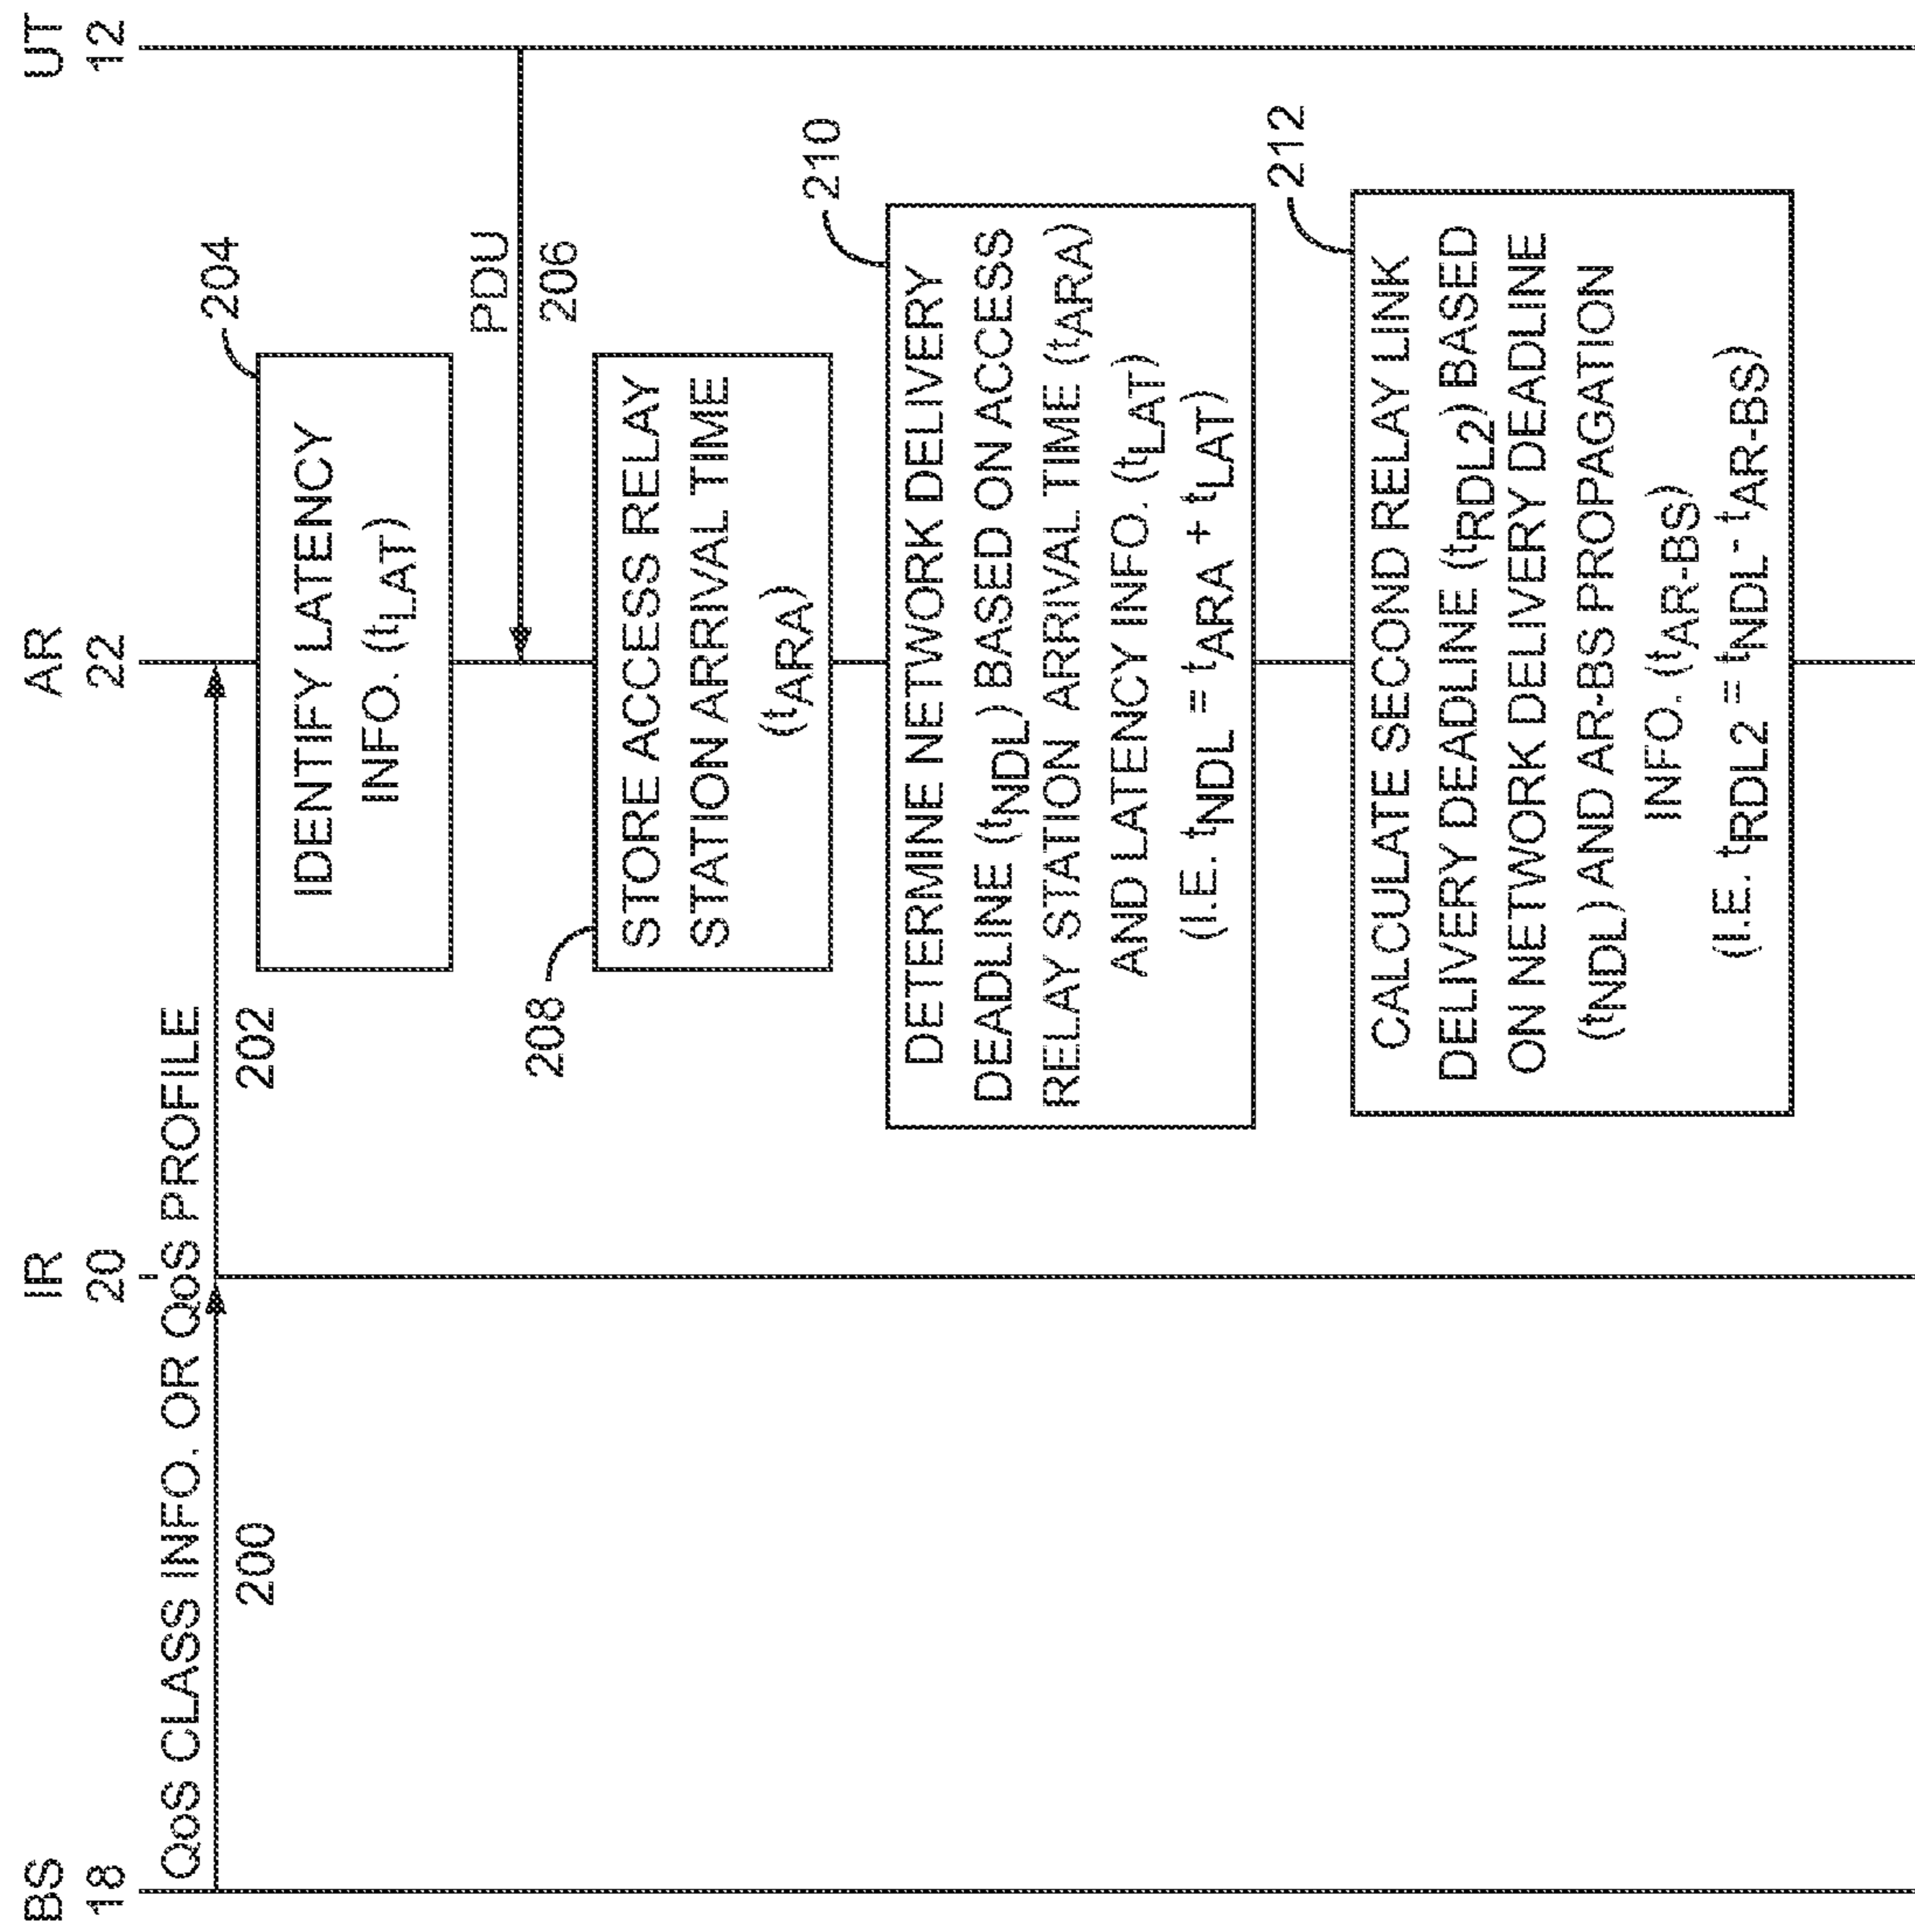 BS
18
IR
20
AR
22
UT
12
QoS CLASS INFO. OR QoS PROFILE
200
202
204
IDENTIFY LATENCY
INFO. (tLAT)
PDU
206
208
STORE ACCESS RELAY
STATION ARRIVAL TIME
(tARA)
210
DETERMINE NETWORK DELIVERY
DEADLINE (tNDL) BASED ON ACCESS
RELAY STATION ARRIVAL TIME (tARA)
AND LATENCY INFO. (tLAT)
(I.E. tNDL = tARA + tLAT)
212
CALCULATE SECOND RELAY LINK
DELIVERY DEADLINE (tRDL2) BASED
ON NETWORK DELIVERY DEADLINE
(tNDL) AND AR-BS PROPAGATION
INFO. (tAR-BS)
(I.E. tRDL2 = tNDL - tAR-BS)